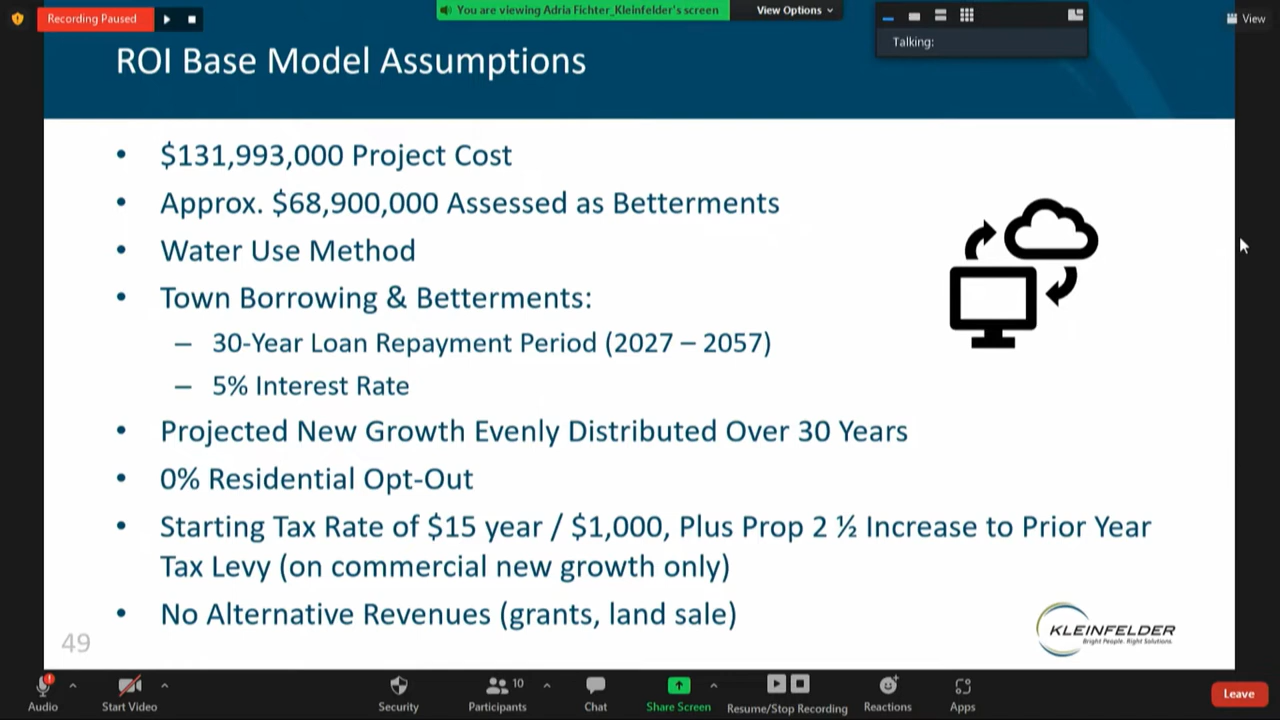 Recording Paused
You are viewing Adria Fichter_Kleinfelder's screen
View Options
Talking:
View
ROI Base Model Assumptions
• $131,993,000 Project Cost
• Approx. $68,900,000 Assessed as Betterments
• Water Use Method
• Town Borrowing & Betterments:
– 30-Year Loan Repayment Period (2027 – 2057)
– 5% Interest Rate
• Projected New Growth Evenly Distributed Over 30 Years
• 0% Residential Opt-Out
• Starting Tax Rate of $15 year / $1,000, Plus Prop 2 ½ Increase to Prior Year
Tax Levy (on commercial new growth only)
• No Alternative Revenues (grants, land sale)
49
KLEINFELDER
Bright People. Right Solutions.
Audio
Start Video
Security
Participants
10
Chat
Share Screen
Resume/Stop Recording
Reactions
Apps
Leave